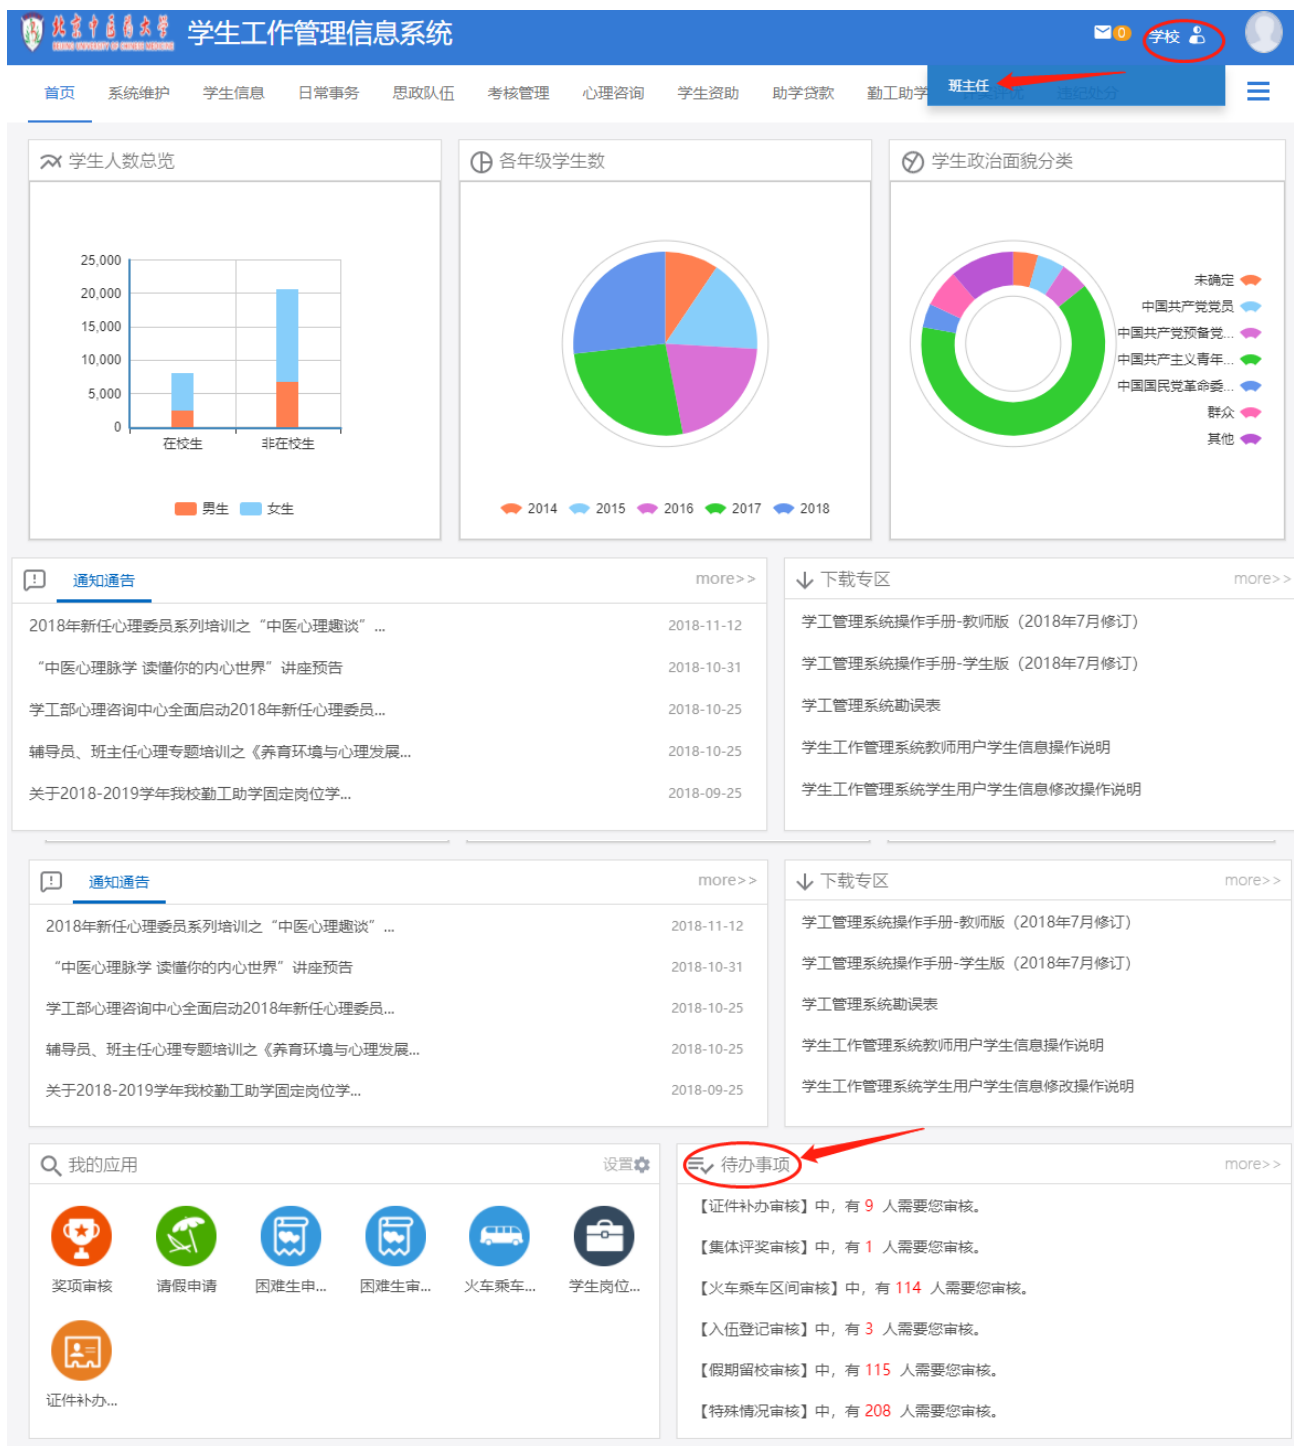 北京中医药大学 学生工作管理信息系统 0 学校
BEIJING UNIVERSITY OF CHINESE MEDICINE
首页 系统维护 学生信息 日常事务 思政队伍 考核管理 心理咨询 学生资助 助学贷款 勤工助学 班主任
学生人数总览
25,000
20,000
15,000
10,000
5,000
0
在校生 非在校生
男生 女生
各年级学生数
2014 2015 2016 2017 2018
学生政治面貌分类
未确定
中国共产党党员
中国共产党预备党...
中国共产主义青年...
中国国民党革命委...
群众
其他
通知通告 more>>
2018年新任心理委员系列培训之“中医心理趣谈” ... 2018-11-12
“中医心理脉学 读懂你的内心世界”讲座预告 2018-10-31
学工部心理咨询中心全面启动2018年新任心理委员... 2018-10-25
辅导员、班主任心理专题培训之《养育环境与心理发展... 2018-10-25
关于2018-2019学年我校勤工助学固定岗位学... 2018-09-25
下载专区 more>>
学工管理系统操作手册-教师版（2018年7月修订）
学工管理系统操作手册-学生版（2018年7月修订）
学工管理系统勘误表
学生工作管理系统教师用户学生信息操作说明
学生工作管理系统学生用户学生信息修改操作说明
通知通告 more>>
2018年新任心理委员系列培训之“中医心理趣谈” ... 2018-11-12
“中医心理脉学 读懂你的内心世界”讲座预告 2018-10-31
学工部心理咨询中心全面启动2018年新任心理委员... 2018-10-25
辅导员、班主任心理专题培训之《养育环境与心理发展... 2018-10-25
关于2018-2019学年我校勤工助学固定岗位学... 2018-09-25
下载专区 more>>
学工管理系统操作手册-教师版（2018年7月修订）
学工管理系统操作手册-学生版（2018年7月修订）
学工管理系统勘误表
学生工作管理系统教师用户学生信息操作说明
学生工作管理系统学生用户学生信息修改操作说明
我的应用 设置
奖项审核 请假申请 困难生申... 困难生审... 火车乘车... 学生岗位...
证件补办...
待办事项 more>>
【证件补办审核】中，有 9 人需要您审核。
【集体评奖审核】中，有 1 人需要您审核。
【火车乘车区间审核】中，有 114 人需要您审核。
【入伍登记审核】中，有 3 人需要您审核。
【假期留校审核】中，有 115 人需要您审核。
【特殊情况审核】中，有 208 人需要您审核。